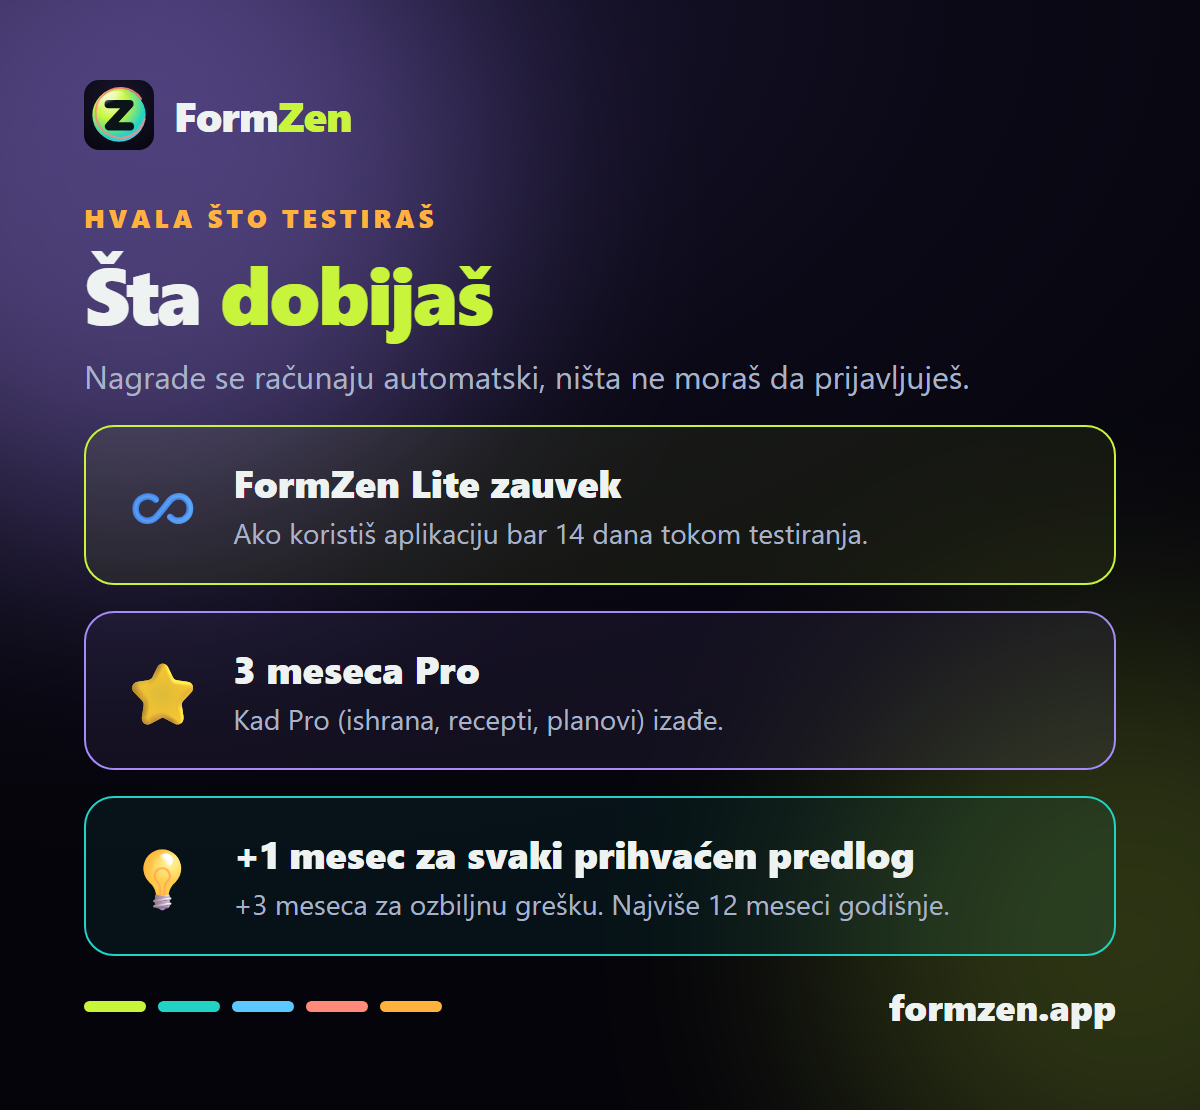 Z
FormZen
HVALA ŠTO TESTIRAŠ
Šta dobijaš
Nagrade se računaju automatski, ništa ne moraš da prijavljuješ.
FormZen Lite zauvek
Ako koristiš aplikaciju bar 14 dana tokom testiranja.
3 meseca Pro
Kad Pro (ishrana, recepti, planovi) izađe.
+1 mesec za svaki prihvaćen predlog
+3 meseca za ozbiljnu grešku. Najviše 12 meseci godišnje.
formzen.app